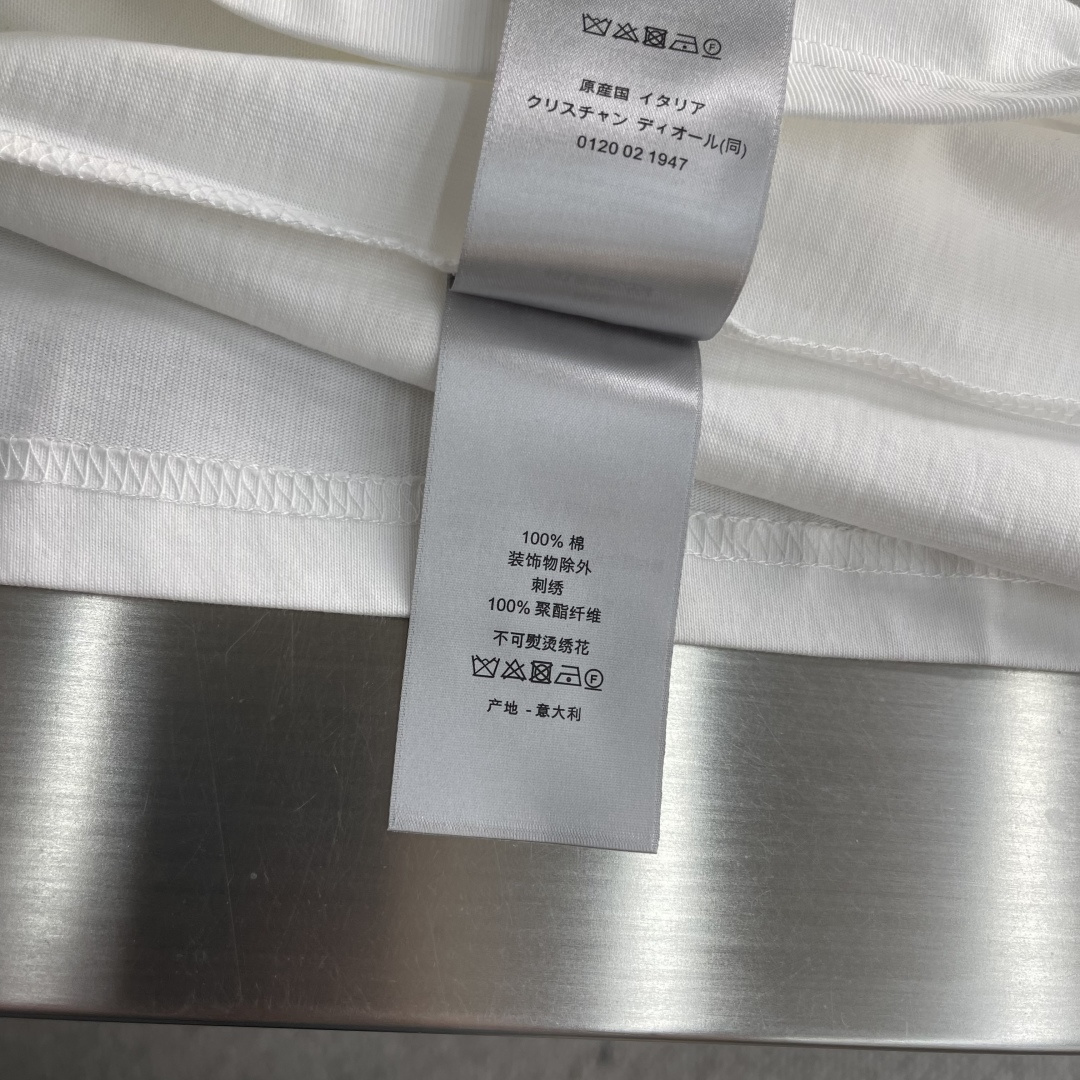 原産国 イタリア
クリスチャン ディオール(同)
0120 02 1947
100% 棉
装饰物除外
刺绣
100% 聚酯纤维
不可熨烫绣花
F
产地 - 意大利